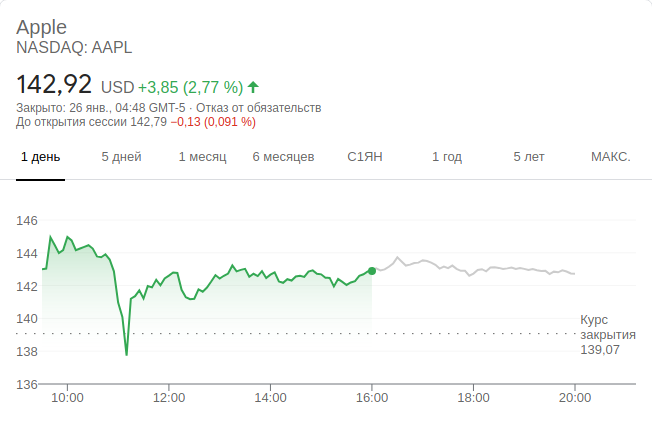 Apple
NASDAQ: AAPL
142,92 USD +3,85 (2,77 %)
Закрыто: 26 янв., 04:48 GMT-5 · Отказ от обязательств
До открытия сессии 142,79 −0,13 (0,091 %)
1 день 5 дней 1 месяц 6 месяцев С1ЯН 1 год 5 лет МАКС.
146
144
142
140
138
136
Курс
закрытия
139,07
10:00 12:00 14:00 16:00 18:00 20:00